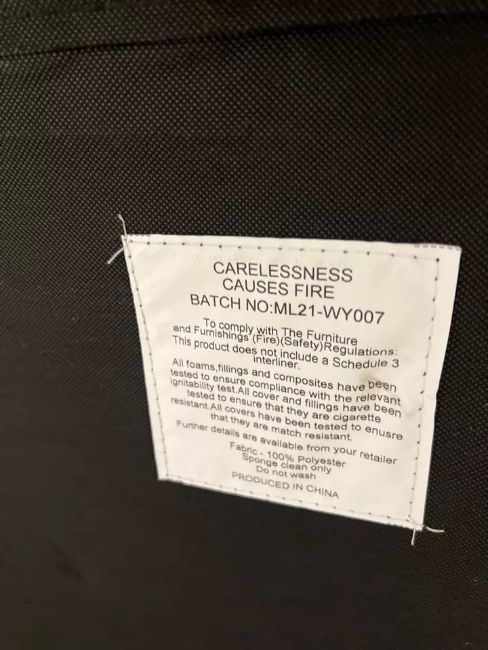 CARELESSNESS
CAUSES FIRE
BATCH NO:ML21-WY007
To comply with The Furniture
and Furnishings (Fire)(Safety)Regulations:
This product does not include a Schedule 3
interliner.
All foams,fillings and composites have been
tested to ensure compliance with the relevant
ignitability test.All cover and fillings have been
tested to ensure that they are cigarette
resistant.All covers have been tested to enusre
that they are match resistant.
Further details are available from your retailer
Fabric - 100% Polyester
Sponge clean only
Do not wash
PRODUCED IN CHINA